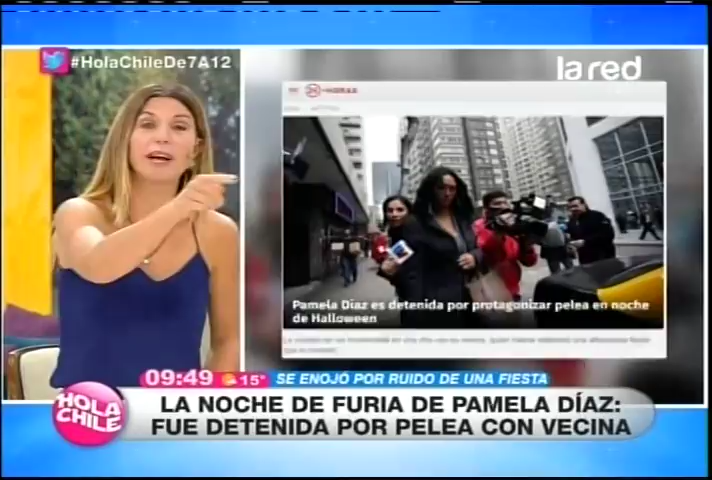 #HolaChileDe7A12
la red
24 HORAS
Pamela Díaz es detenida por protagonizar pelea en noche
de Halloween
09:49 15°
SE ENOJÓ POR RUIDO DE UNA FIESTA
HOLA
CHILE
LA NOCHE DE FURIA DE PAMELA DÍAZ:
FUE DETENIDA POR PELEA CON VECINA